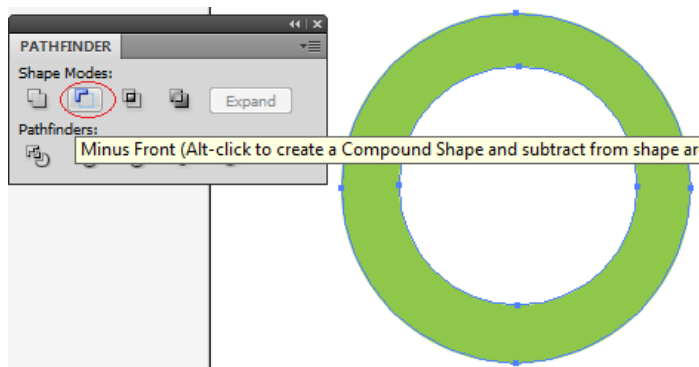 PATHFINDER
Shape Modes:
Expand
Pathfinders:
Minus Front (Alt-click to create a Compound Shape and subtract from shape ar